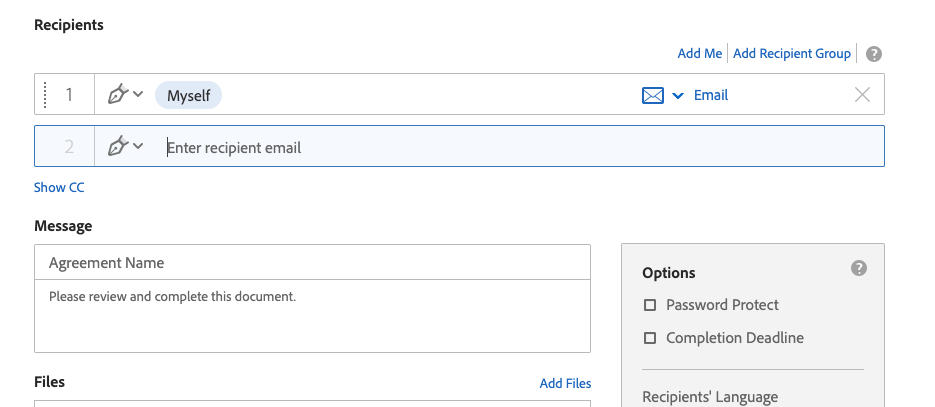 Recipients
Add Me Add Recipient Group ?
1 Myself Email
2 Enter recipient email
Show CC
Message
Agreement Name
Please review and complete this document.
Options ?
Password Protect
Completion Deadline
Files Add Files
Recipients' Language